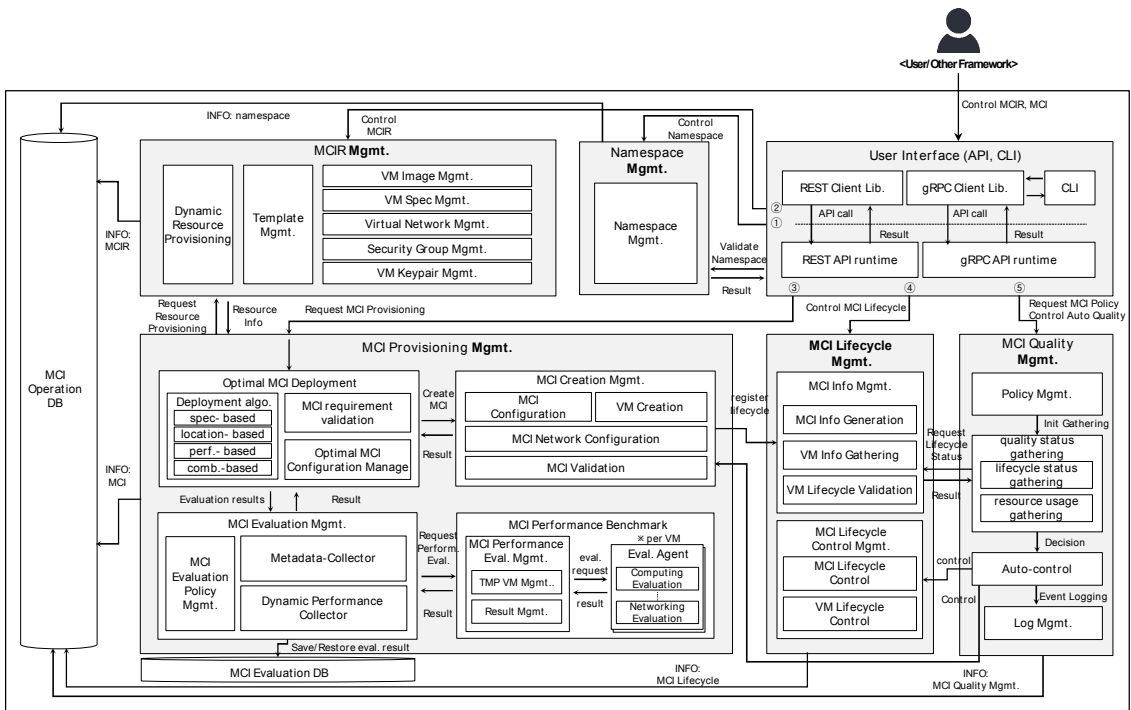 <User/Other Framework>
Control MCIR, MCI
INFO: namespace
Control
MCIR
Control
Namespace
MCI
Operation
DB
INFO:
MCIR
INFO:
MCI
MCIR Mgmt.
Dynamic
Resource
Provisioning
Template
Mgmt.
VM Image Mgmt.
VM Spec Mgmt.
Virtual Network Mgmt.
Security Group Mgmt.
VM Keypair Mgmt.
Namespace
Mgmt.
Namespace
Mgmt.
Validate
Namespace
Result
User Interface (API, CLI)
REST Client Lib.
gRPC Client Lib.
CLI
②
①
API call
Result
API call
Result
REST API runtime
gRPC API runtime
③
④
⑤
Request
Resource
Provisioning
Resource
Info
Request MCI Provisioning
Control MCI Lifecycle
Request MCI Policy
Control Auto Quality
MCI Provisioning Mgmt.
Optimal MCI Deployment
Deployment algo.
spec- based
location- based
perf.- based
comb.-based
MCI requirement
validation
Optimal MCI
Configuration Manage
Create
MCI
Result
MCI Creation Mgmt.
MCI
Configuration
VM Creation
MCI Network Configuration
MCI Validation
Evaluation results
Result
MCI Evaluation Mgmt.
MCI
Evaluation
Policy
Mgmt.
Metadata-Collector
Dynamic Performance
Collector
Request
Perform.
Eval.
Result
MCI Performance Benchmark
※ per VM
MCI Performance
Eval. Mgmt.
TMP VM Mgmt..
Result Mgmt.
eval.
request
result
Eval. Agent
Computing
Evaluation
Networking
Evaluation
Save/Restore eval. result
MCI Evaluation DB
register
lifecycle
MCI Lifecycle
Mgmt.
MCI Info Mgmt.
MCI Info Generation
VM Info Gathering
VM Lifecycle Validation
MCI Lifecycle
Control Mgmt.
MCI Lifecycle
Control
VM Lifecycle
Control
Request
Lifecycle
Status
Result
control
Control
MCI Quality
Mgmt.
Policy Mgmt.
Init Gathering
quality status
gathering
lifecycle status
gathering
resource usage
gathering
Decision
Auto-control
Event Logging
Log Mgmt.
INFO:
MCI Lifecycle
INFO:
MCI Quality Mgmt.